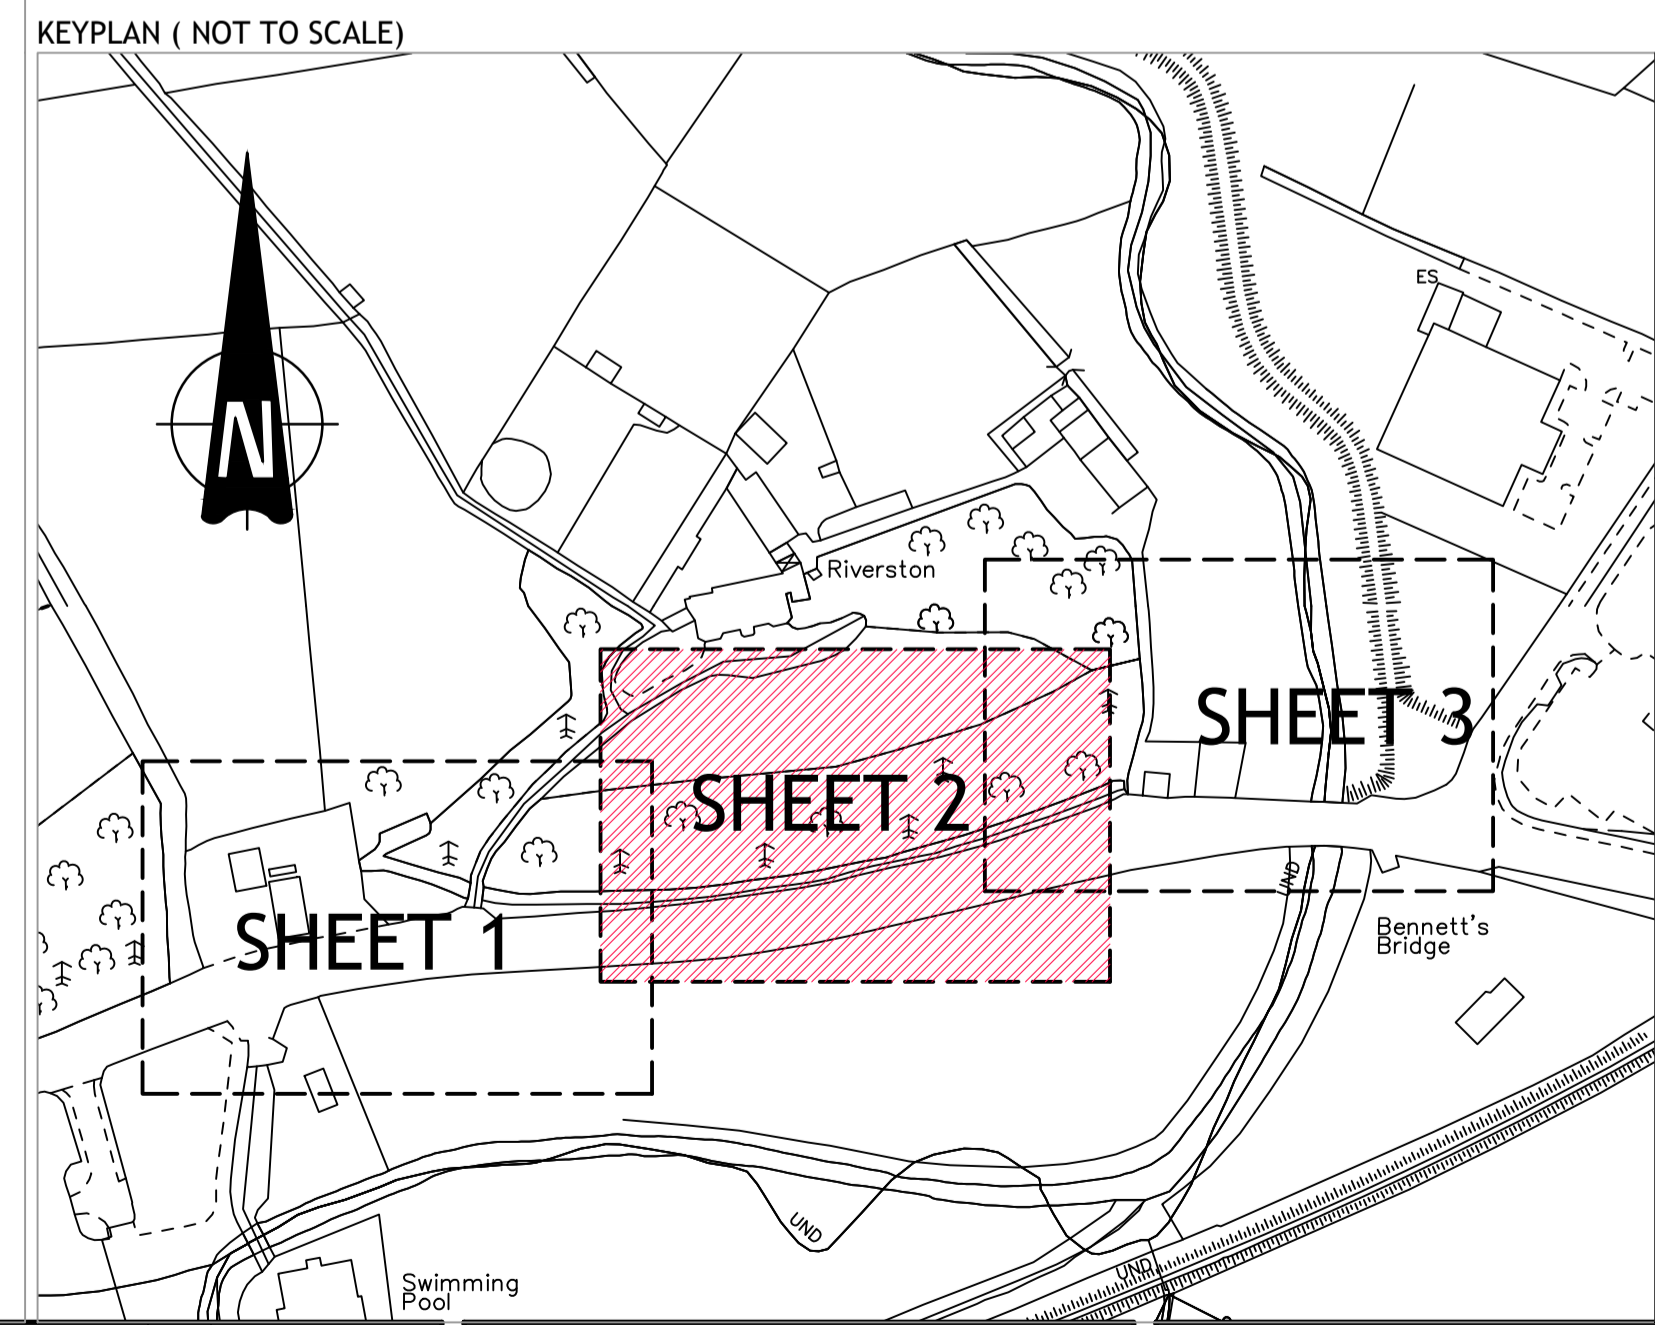 KEYPLAN ( NOT TO SCALE)
ES
N
Riverston
SHEET 3
SHEET 2
UND
SHEET 1
Bennett's
Bridge
UND
UND
Swimming
Pool